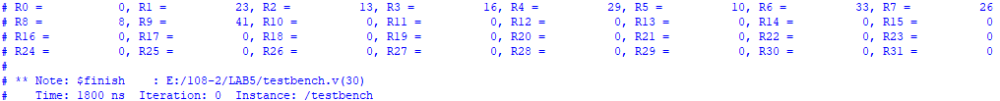 # R0 =          0, R1 =         23, R2 =         13, R3 =         16, R4 =         29, R5 =         10, R6 =         33, R7 =         26
# R8 =          8, R9 =         41, R10 =          0, R11 =          0, R12 =          0, R13 =          0, R14 =          0, R15 =          0
# R16 =          0, R17 =          0, R18 =          0, R19 =          0, R20 =          0, R21 =          0, R22 =          0, R23 =          0
# R24 =          0, R25 =          0, R26 =          0, R27 =          0, R28 =          0, R29 =          0, R30 =          0, R31 =          0
#
# ** Note: $finish    : E:/108-2/LAB5/testbench.v(30)
#    Time: 1800 ns  Iteration: 0  Instance: /testbench